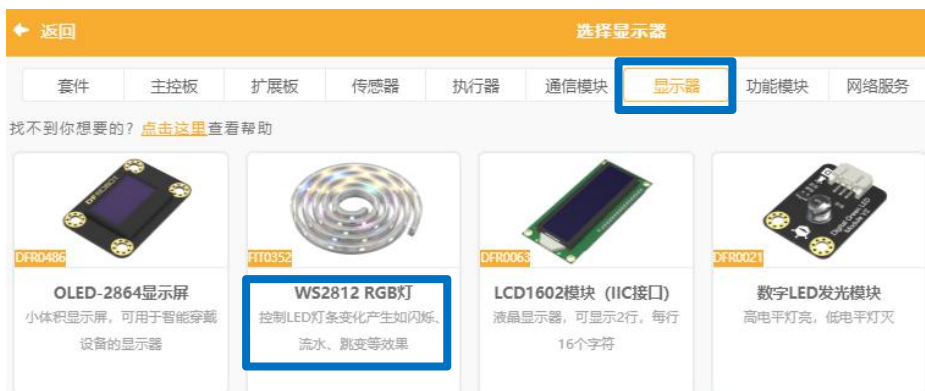 返回
选择显示器
套件 主控板 扩展板 传感器 执行器 通信模块 显示器 功能模块 网络服务
找不到你想要的？点击这里查看帮助
DFR0486 FIT0352 DFR0063 DFR0021
OLED-2864显示屏
小体积显示屏，可用于智能穿戴
设备的显示器
WS2812 RGB灯
控制LED灯条变化产生如闪烁、
流水、跳变等效果
LCD1602模块（IIC接口）
液晶显示器，可显示2行，每行
16个字符
数字LED发光模块
高电平灯亮，低电平灯灭
DFROBOT
Digital Green LED
Module V2